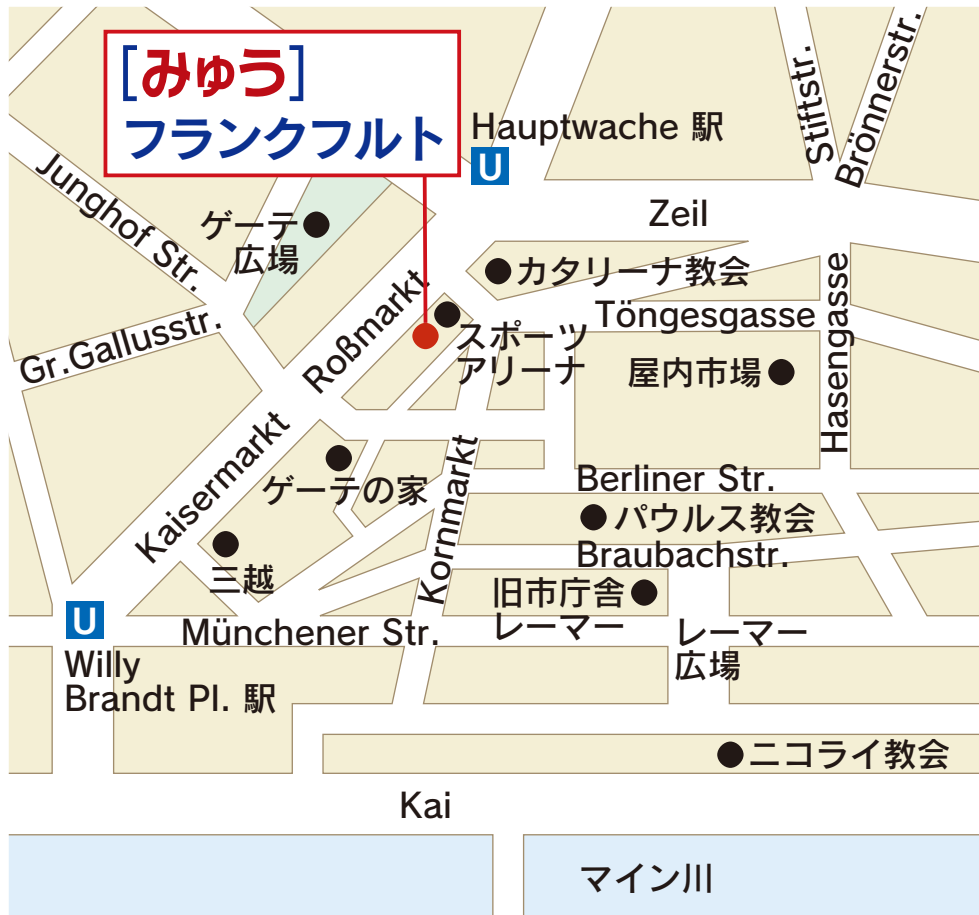 [みゅう]
フランクフルト
Hauptwache 駅
U
Stiftstr.
Brönnerstr.
Junghof Str.
ゲーテ
広場
Zeil
カタリーナ教会
Roßmarkt
スポーツ
アリーナ
Töngesgasse
Hasengasse
Gr.Gallusstr.
屋内市場
Kaisermarkt
ゲーテの家
Kornmarkt
Berliner Str.
パウルス教会
Braubachstr.
三越
旧市庁舎
レーマー
U
Willy
Brandt Pl. 駅
Münchener Str.
レーマー
広場
ニコライ教会
Kai
マイン川